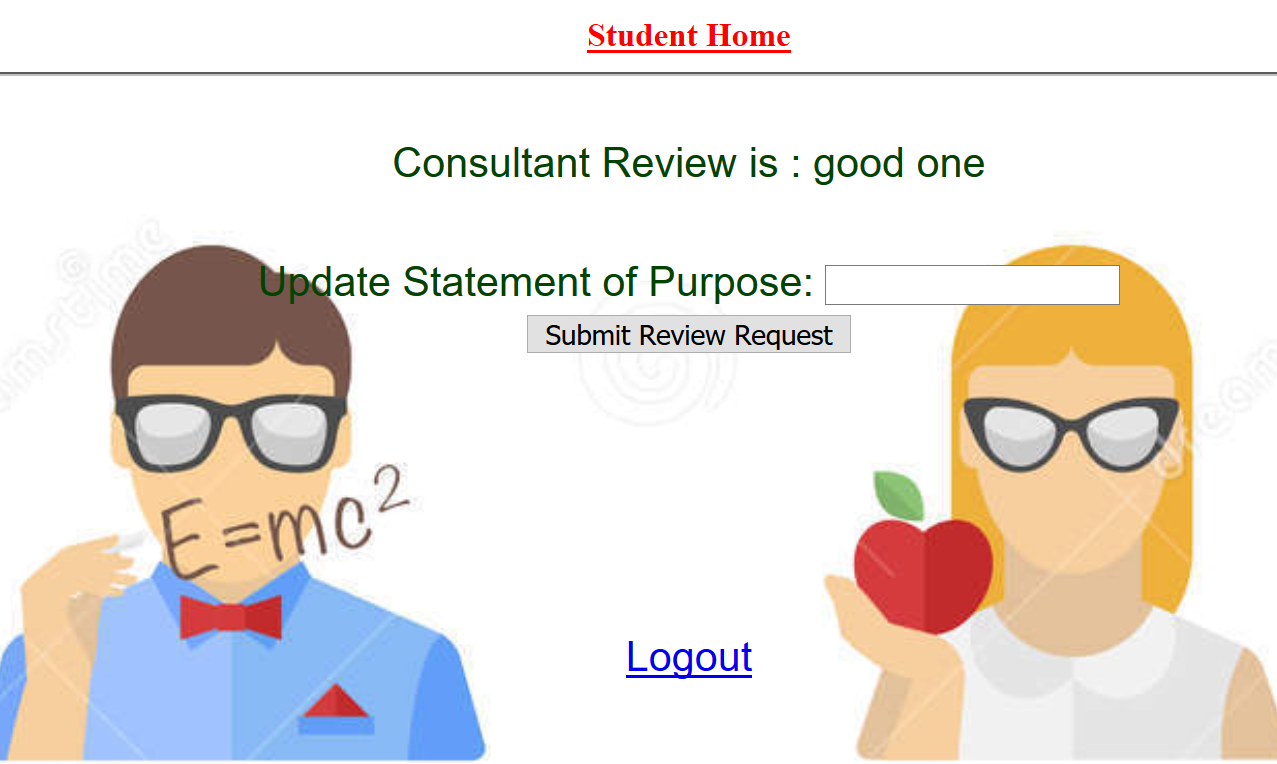 Student Home
Consultant Review is : good one
Update Statement of Purpose:
Submit Review Request
E=mc²
Logout